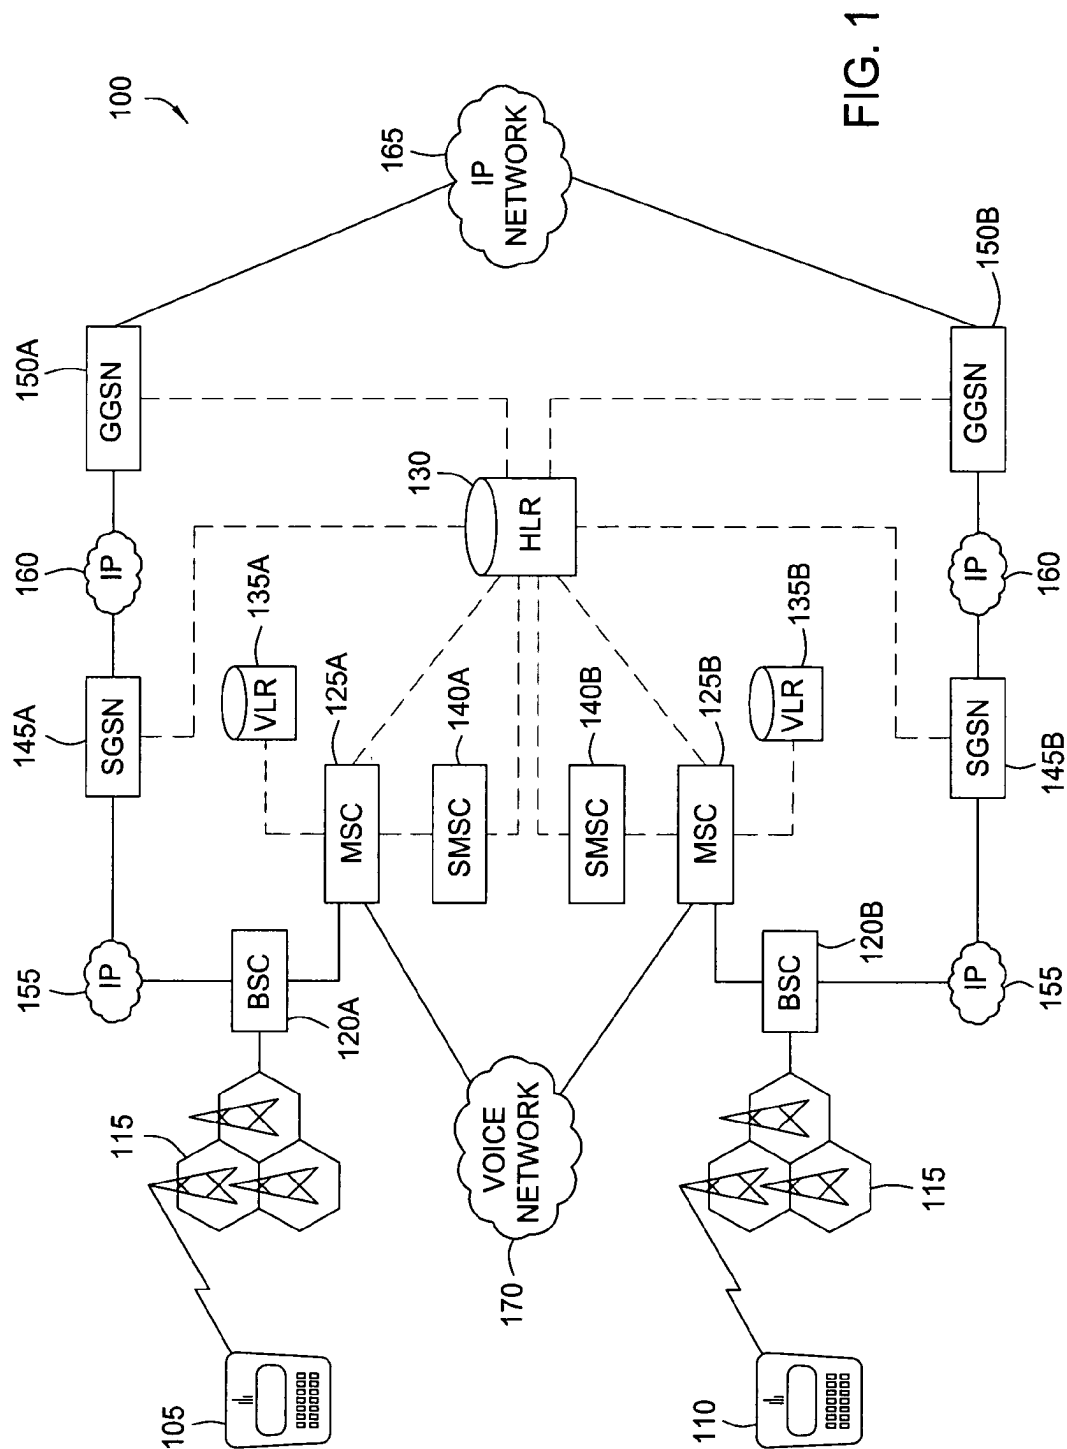 100
IP
NETWORK
165
150A
GGSN
GGSN
150B
130
HLR
160
IP
IP
160
135A
VLR
135B
VLR
145A
SGSN
125A
MSC
140A
SMSC
140B
SMSC
125B
MSC
SGSN
145B
155
IP
BSC
120A
120B
BSC
IP
155
115
VOICE
NETWORK
170
115
105
110
FIG. 1